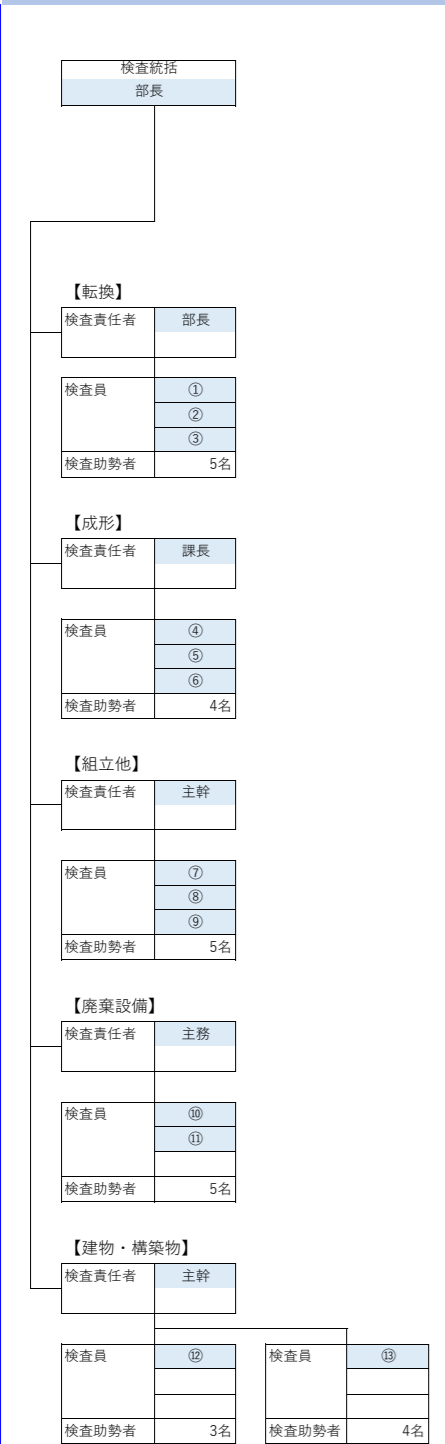 検査統括
部長
【転換】
検査責任者 部長
検査員 ①
②
③
検査助勢者 5名
【成形】
検査責任者 課長
検査員 ④
⑤
⑥
検査助勢者 4名
【組立他】
検査責任者 主幹
検査員 ⑦
⑧
⑨
検査助勢者 5名
【廃棄設備】
検査責任者 主務
検査員 ⑩
⑪
検査助勢者 5名
【建物・構築物】
検査責任者 主幹
検査員 ⑫ 検査員 ⑬
検査助勢者 3名 検査助勢者 4名